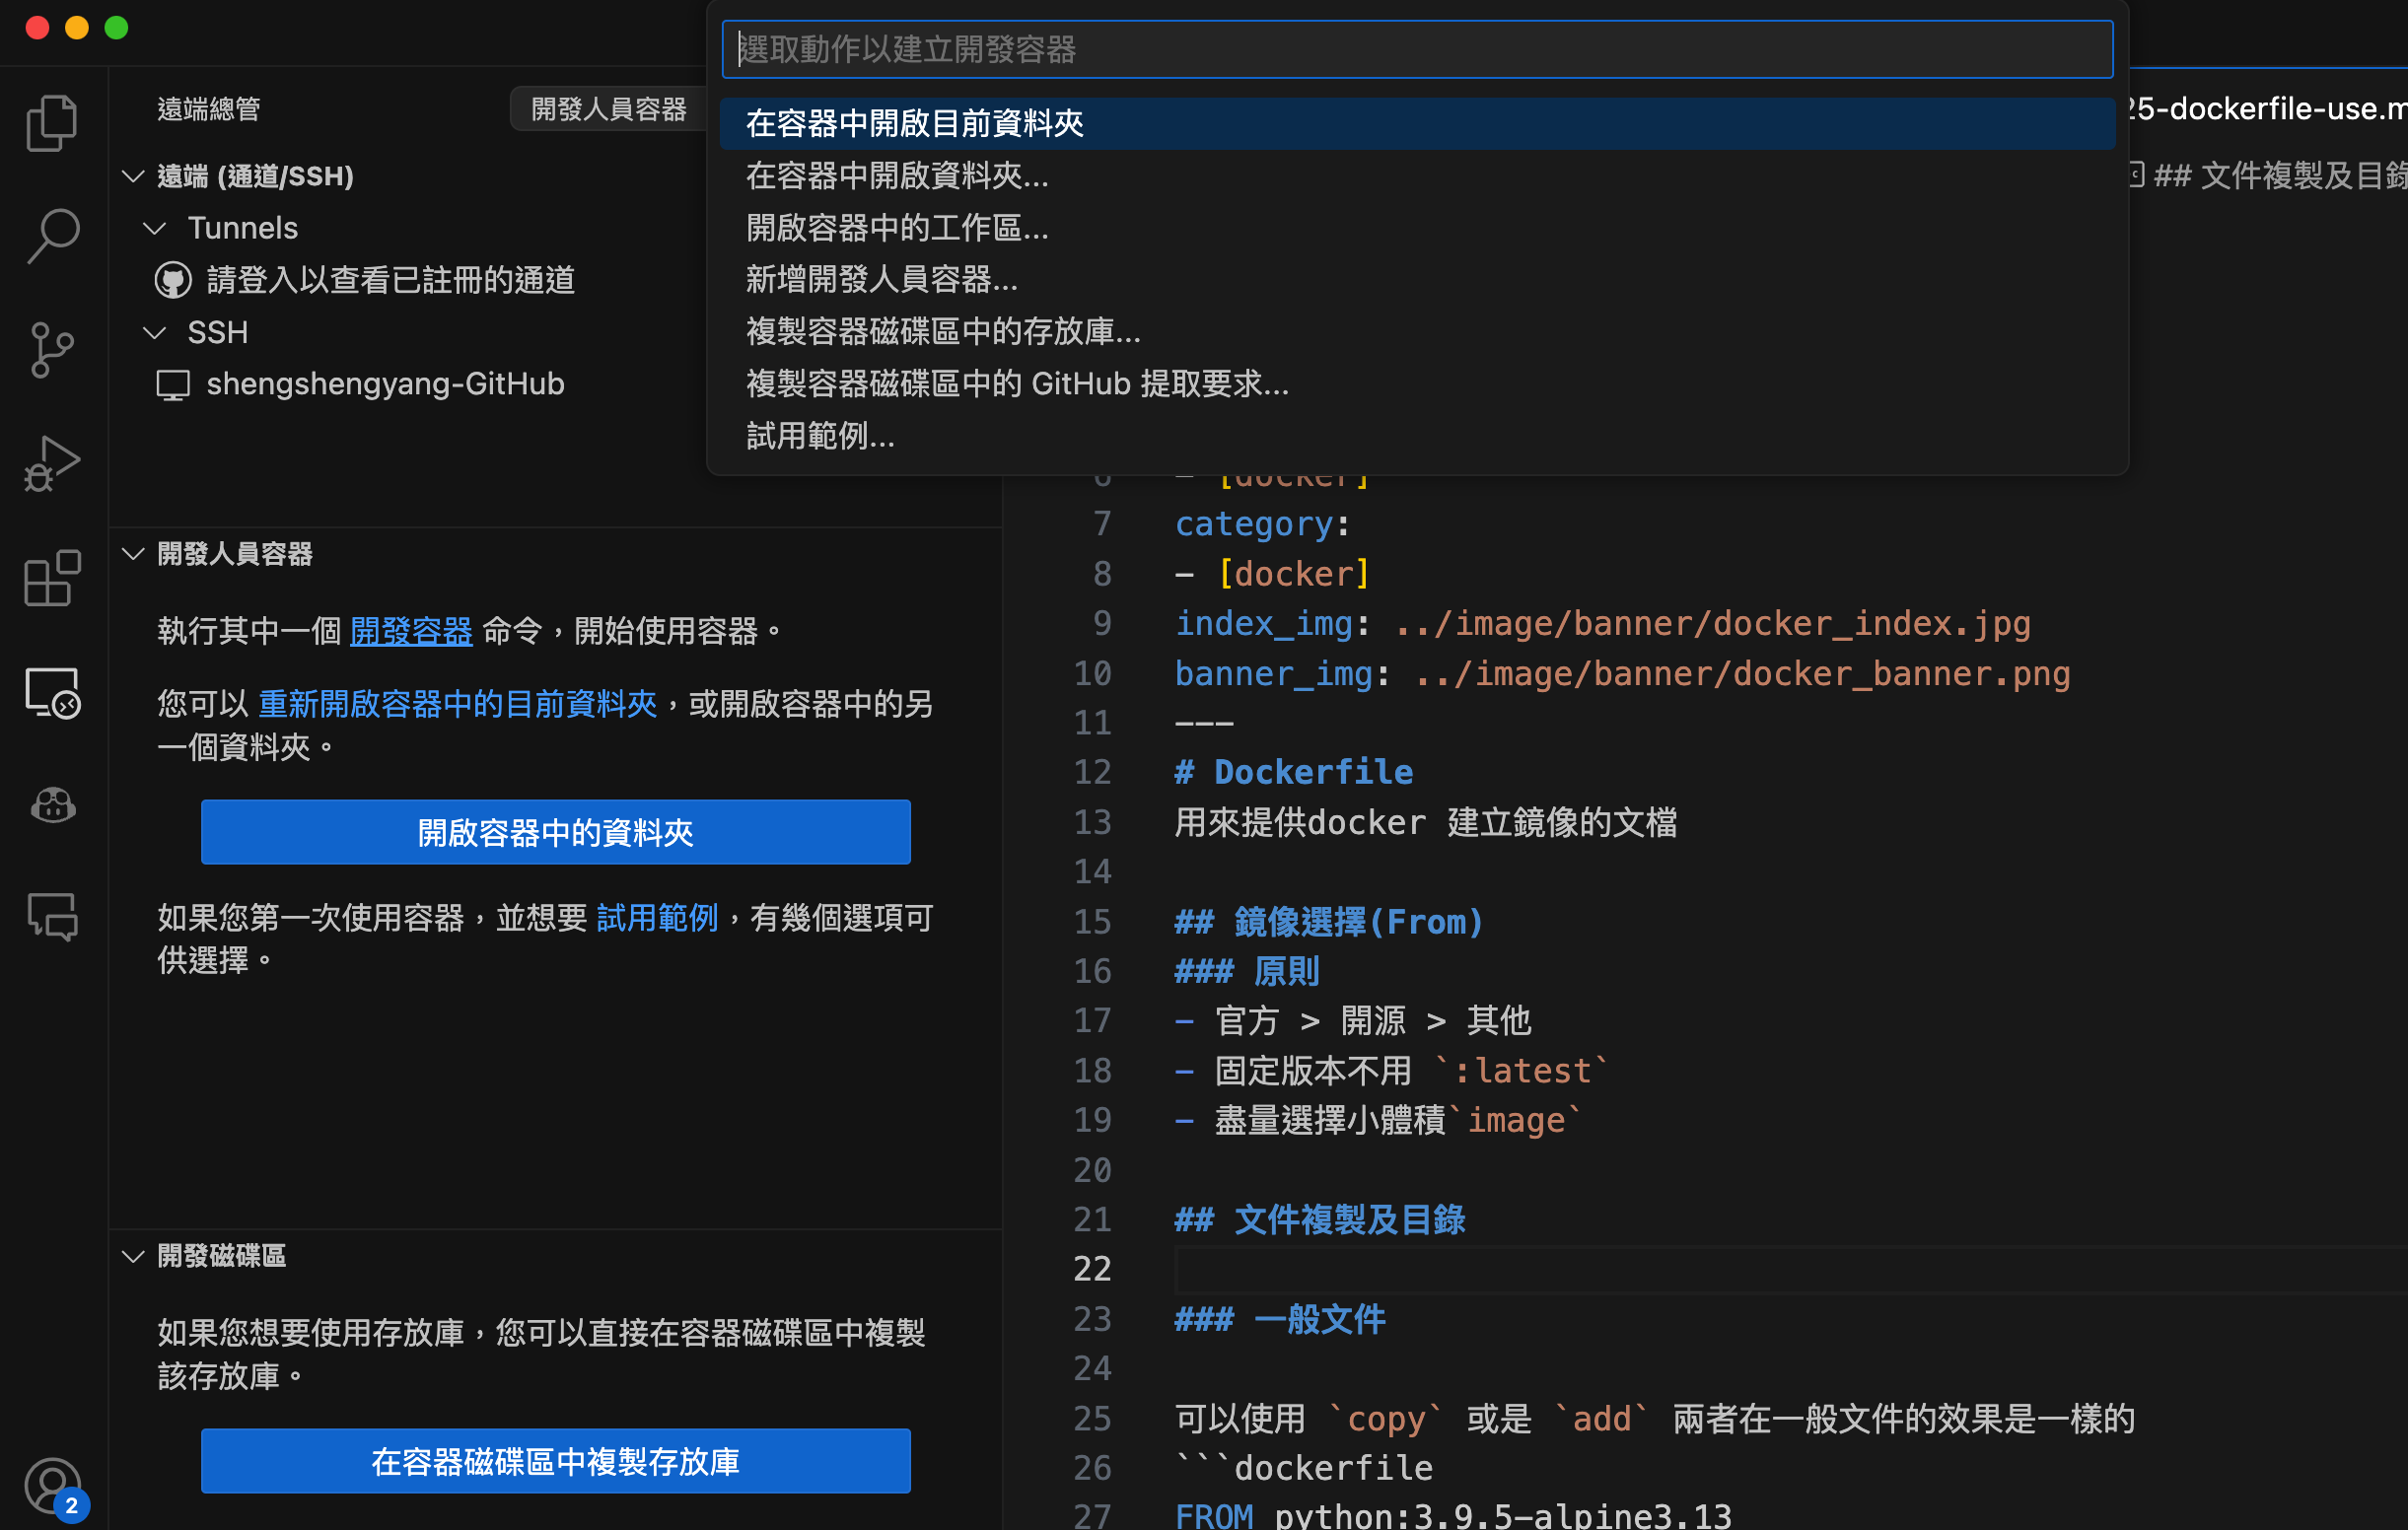 選取動作以建立開發容器
在容器中開啟目前資料夾
在容器中開啟資料夾...
開啟容器中的工作區...
新增開發人員容器...
複製容器磁碟區中的存放庫...
複製容器磁碟區中的 GitHub 提取要求...
試用範例...
遠端總管
開發人員容器
遠端 (通道/SSH)
Tunnels
請登入以查看已註冊的通道
SSH
shengshengyang-GitHub
開發人員容器
執行其中一個 開發容器 命令，開始使用容器。
您可以 重新開啟容器中的目前資料夾，或開啟容器中的另
一個資料夾。
開啟容器中的資料夾
如果您第一次使用容器，並想要 試用範例，有幾個選項可
供選擇。
開發磁碟區
如果您想要使用存放庫，您可以直接在容器磁碟區中複製
該存放庫。
在容器磁碟區中複製存放庫
2
25-dockerfile-use.m
## 文件複製及目錄
6 - [docker]
7 category:
8 - [docker]
9 index_img: ../image/banner/docker_index.jpg
10 banner_img: ../image/banner/docker_banner.png
11 ---
12 # Dockerfile
13 用來提供docker 建立鏡像的文檔
14
15 ## 鏡像選擇(From)
16 ### 原則
17 - 官方 > 開源 > 其他
18 - 固定版本不用 `:latest`
19 - 盡量選擇小體積`image`
20
21 ## 文件複製及目錄
22
23 ### 一般文件
24
25 可以使用 `copy` 或是 `add` 兩者在一般文件的效果是一樣的
26 ```dockerfile
27 FROM python:3.9.5-alpine3.13